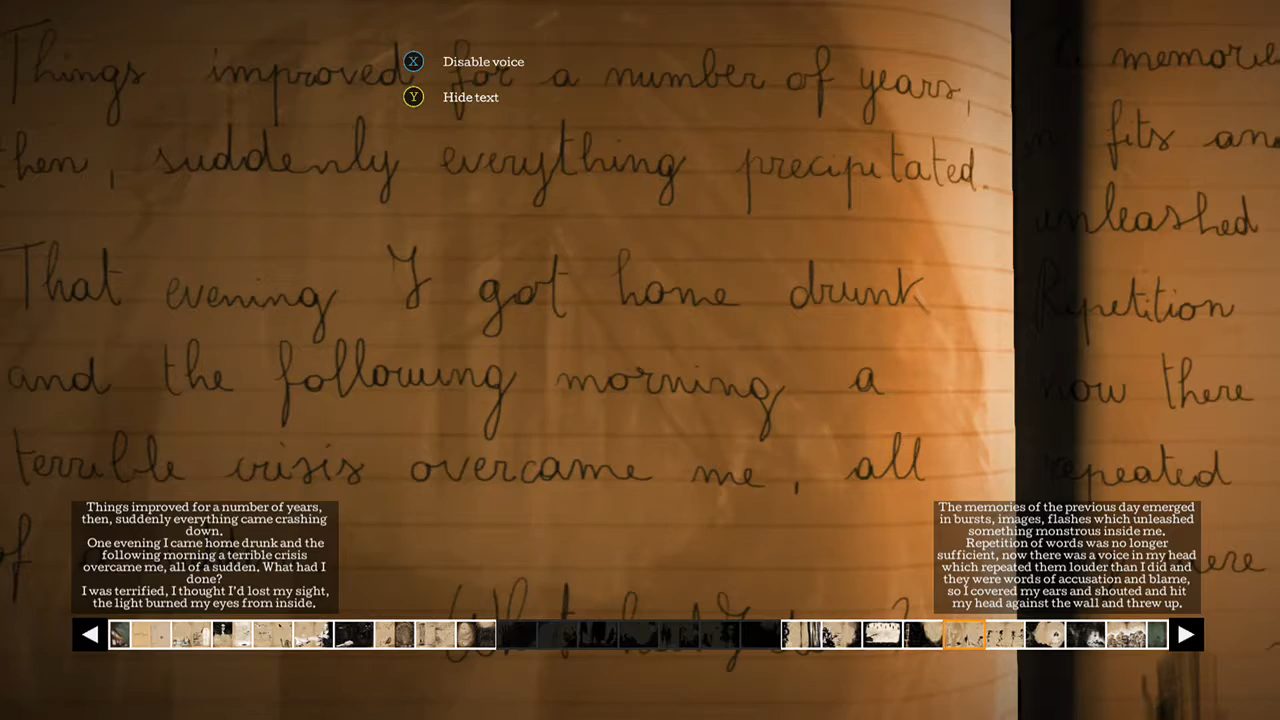 Things improved for a number of years,
then, suddenly everything precipitated.
That evening I got home drunk
and the following morning a
terrible crisis overcame me, all
of
memorie
fits an
unleashed
Repetition
now there
repeated
ere
X Disable voice
Y Hide text
Things improved for a number of years,
then, suddenly everything came crashing
down.
One evening I came home drunk and the
following morning a terrible crisis
overcame me, all of a sudden. What had I
done?
I was terrified, I thought I'd lost my sight,
the light burned my eyes from inside.
The memories of the previous day emerged
in bursts, images, flashes which unleashed
something monstrous inside me.
Repetition of words was no longer
sufficient, now there was a voice in my head
which repeated them louder than I did and
they were words of accusation and blame,
so I covered my ears and shouted and hit
my head against the wall and threw up.